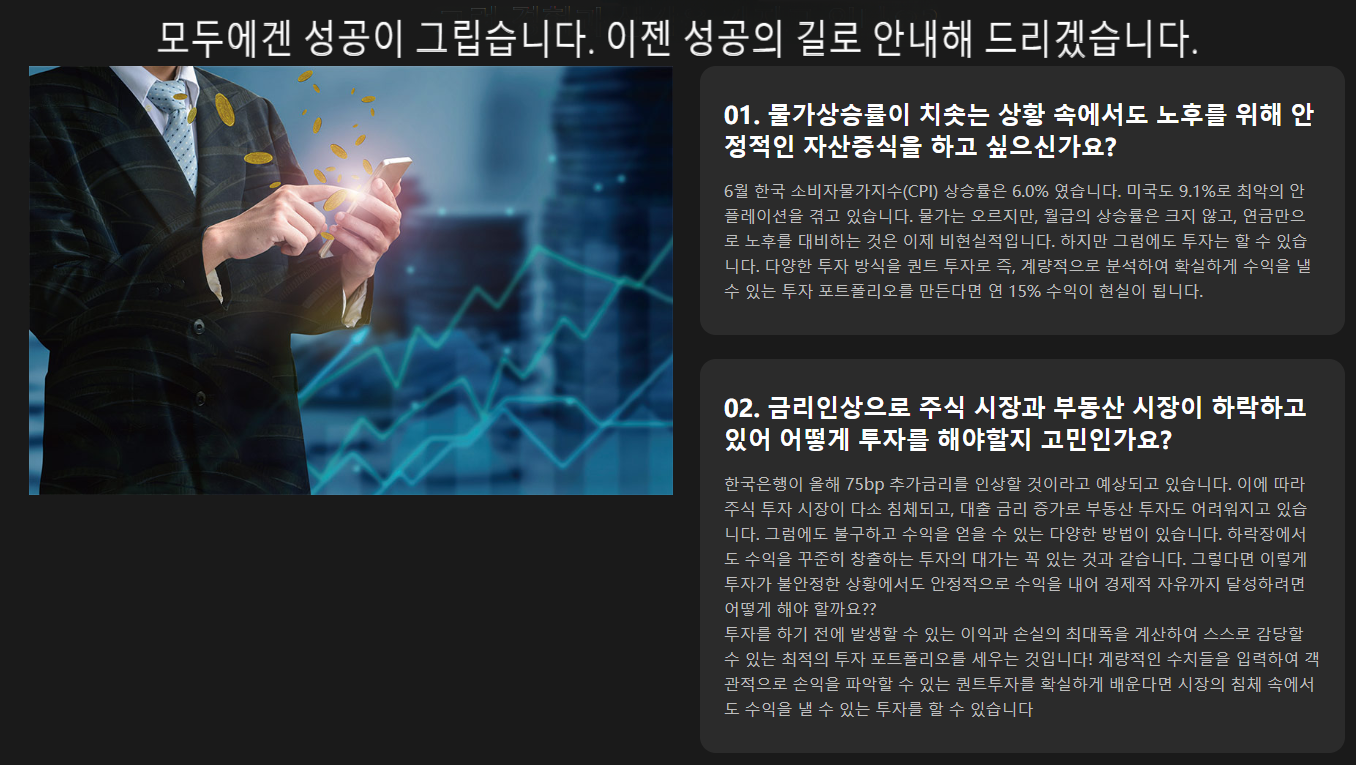 모두에겐 성공이 그립습니다. 이젠 성공의 길로 안내해 드리겠습니다.
01. 물가상승률이 치솟는 상황 속에서도 노후를 위해 안
정적인 자산증식을 하고 싶으신가요?
6월 한국 소비자물가지수(CPI) 상승률은 6.0% 였습니다. 미국도 9.1%로 최악의 안
플레이션을 겪고 있습니다. 물가는 오르지만, 월급의 상승률은 크지 않고, 연금만으
로 노후를 대비하는 것은 이제 비현실적입니다. 하지만 그럼에도 투자는 할 수 있습
니다. 다양한 투자 방식을 퀀트 투자로 즉, 계량적으로 분석하여 확실하게 수익을 낼
수 있는 투자 포트폴리오를 만든다면 연 15% 수익이 현실이 됩니다.
02. 금리인상으로 주식 시장과 부동산 시장이 하락하고
있어 어떻게 투자를 해야할지 고민인가요?
한국은행이 올해 75bp 추가금리를 인상할 것이라고 예상되고 있습니다. 이에 따라
주식 투자 시장이 다소 침체되고, 대출 금리 증가로 부동산 투자도 어려워지고 있습
니다. 그럼에도 불구하고 수익을 얻을 수 있는 다양한 방법이 있습니다. 하락장에서
도 수익을 꾸준히 창출하는 투자의 대가는 꼭 있는 것과 같습니다. 그렇다면 이렇게
투자가 불안정한 상황에서도 안정적으로 수익을 내어 경제적 자유까지 달성하려면
어떻게 해야 할까요??
투자를 하기 전에 발생할 수 있는 이익과 손실의 최대폭을 계산하여 스스로 감당할
수 있는 최적의 투자 포트폴리오를 세우는 것입니다! 계량적인 수치들을 입력하여 객
관적으로 손익을 파악할 수 있는 퀀트투자를 확실하게 배운다면 시장의 침체 속에서
도 수익을 낼 수 있는 투자를 할 수 있습니다